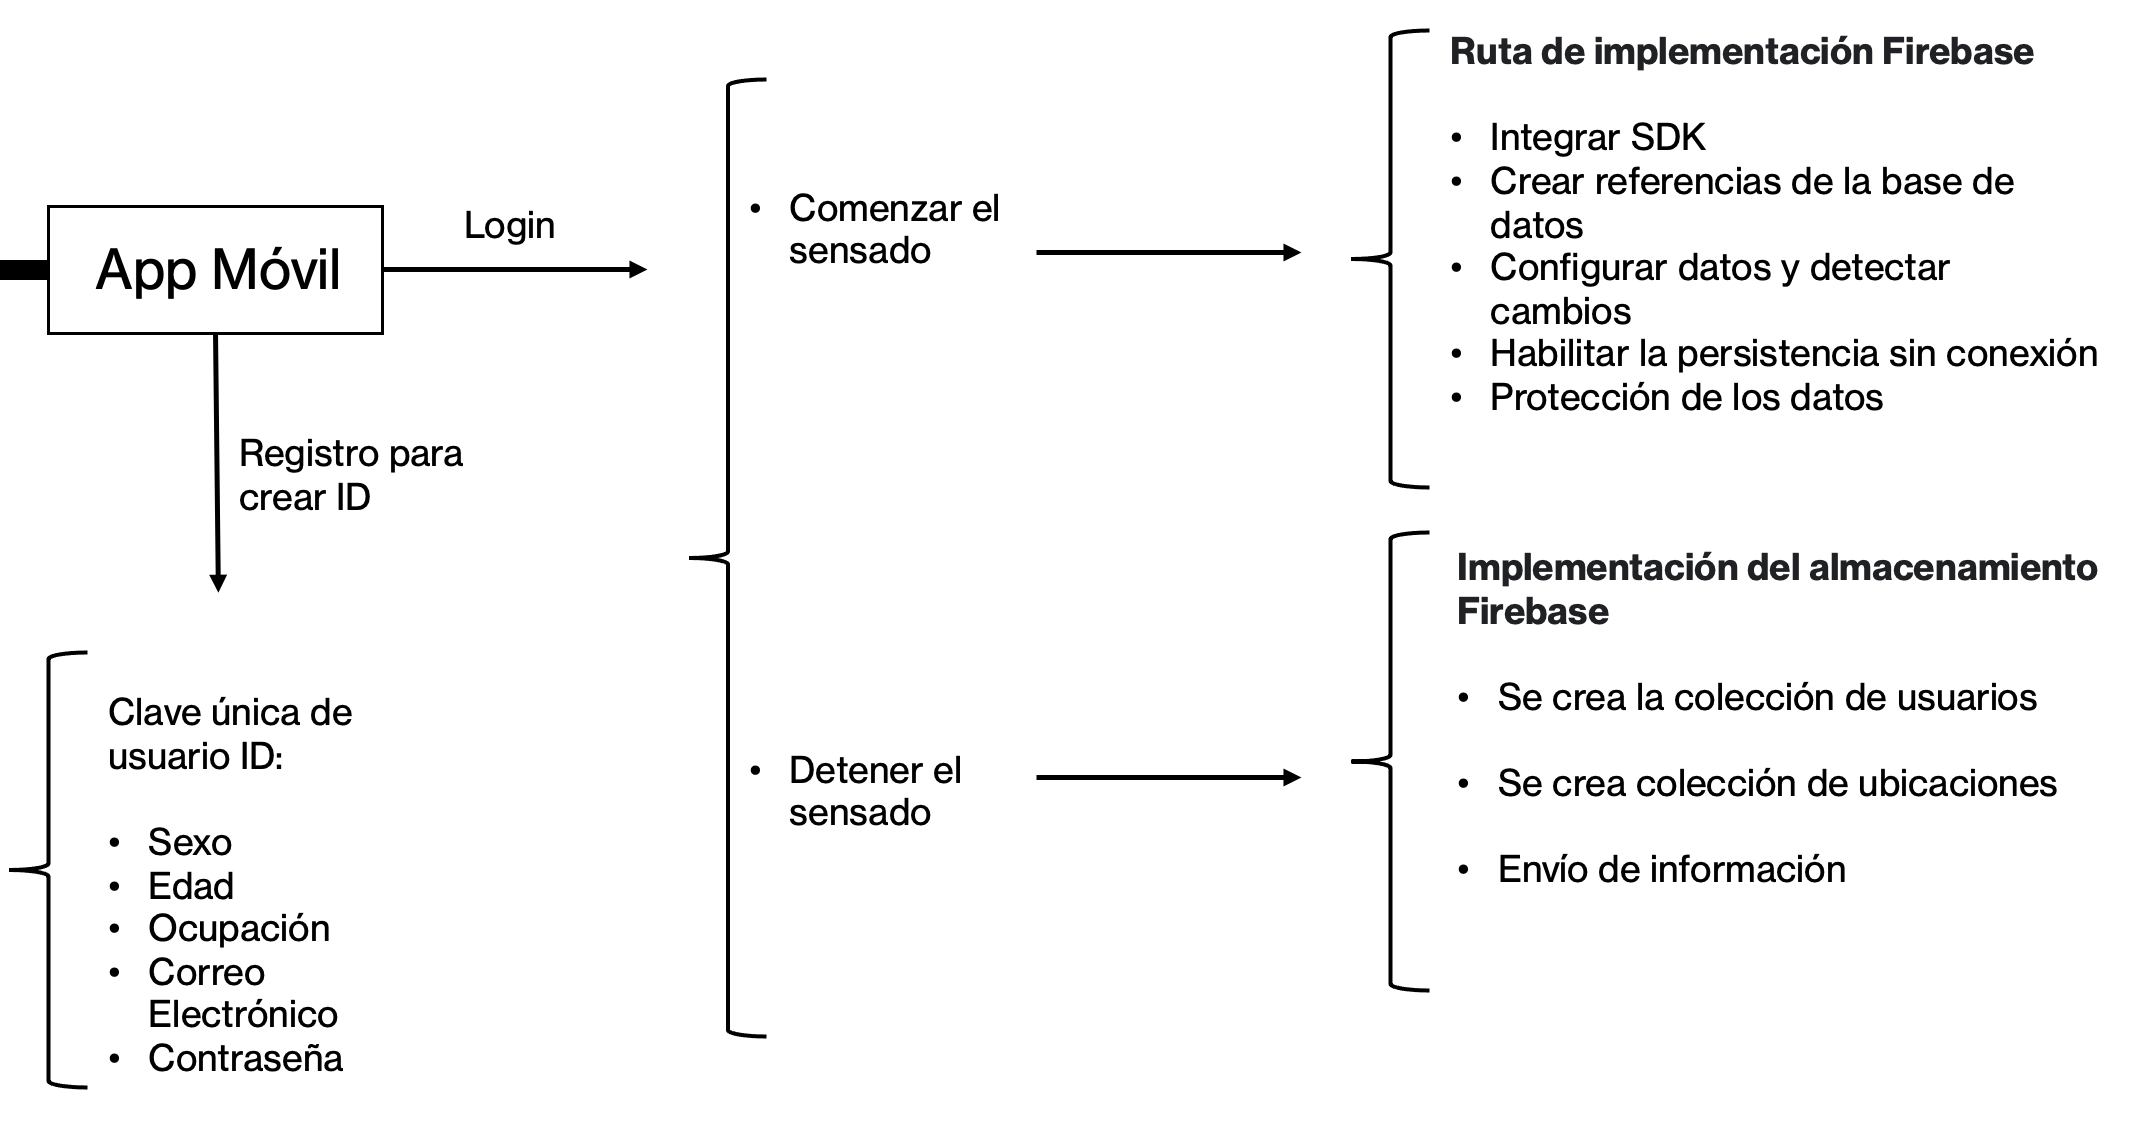 App Móvil
Login
Registro para
crear ID
Clave única de
usuario ID:
• Sexo
• Edad
• Ocupación
• Correo
Electrónico
• Contraseña
• Comenzar el
sensado
• Detener el
sensado
Ruta de implementación Firebase
• Integrar SDK
• Crear referencias de la base de
datos
• Configurar datos y detectar
cambios
• Habilitar la persistencia sin conexión
• Protección de los datos
Implementación del almacenamiento
Firebase
• Se crea la colección de usuarios
• Se crea colección de ubicaciones
• Envío de información